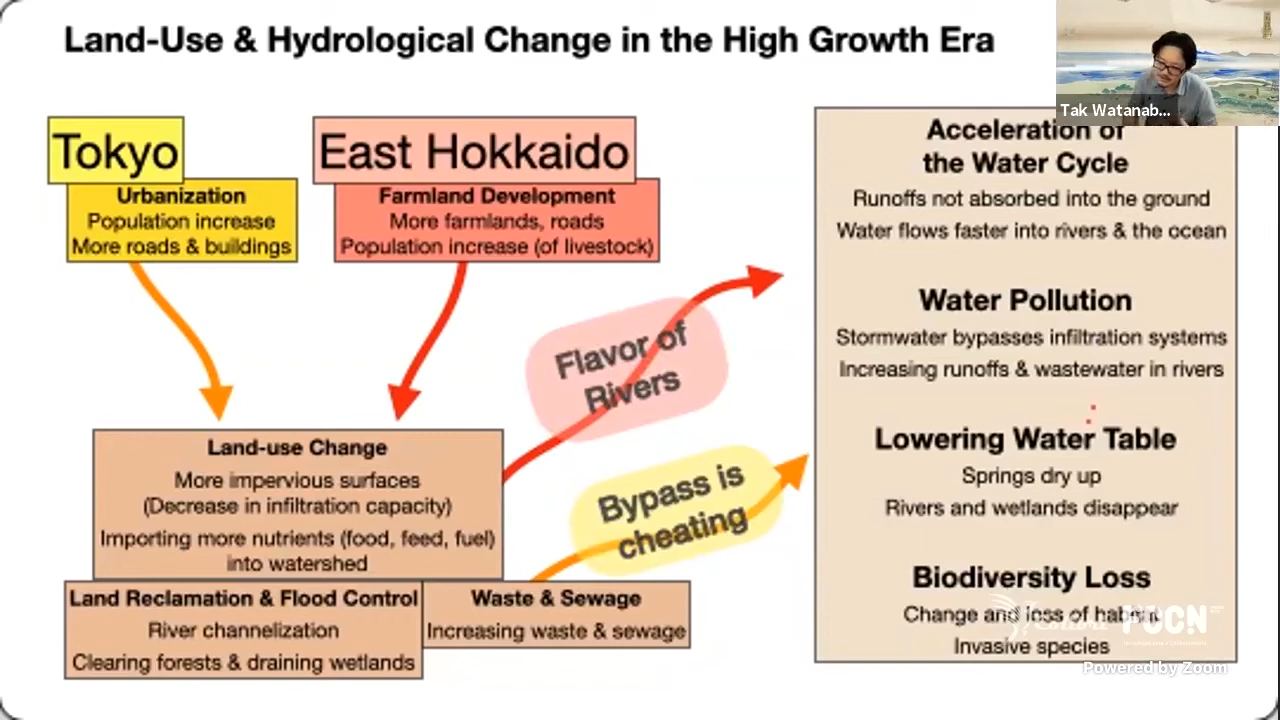 Land-Use & Hydrological Change in the High Growth Era
Tak Watanab...
Tokyo
Urbanization
Population increase
More roads & buildings
East Hokkaido
Farmland Development
More farmlands, roads
Population increase (of livestock)
Flavor of
Rivers
Bypass is
cheating
Land-use Change
More impervious surfaces
(Decrease in infiltration capacity)
Importing more nutrients (food, feed, fuel)
into watershed
Land Reclamation & Flood Control
River channelization
Clearing forests & draining wetlands
Waste & Sewage
Increasing waste & sewage
Acceleration of
the Water Cycle
Runoffs not absorbed into the ground
Water flows faster into rivers & the ocean
Water Pollution
Stormwater bypasses infiltration systems
Increasing runoffs & wastewater in rivers
Lowering Water Table
Springs dry up
Rivers and wetlands disappear
Biodiversity Loss
Change and loss of habitat
Invasive species
Powered by Zoom